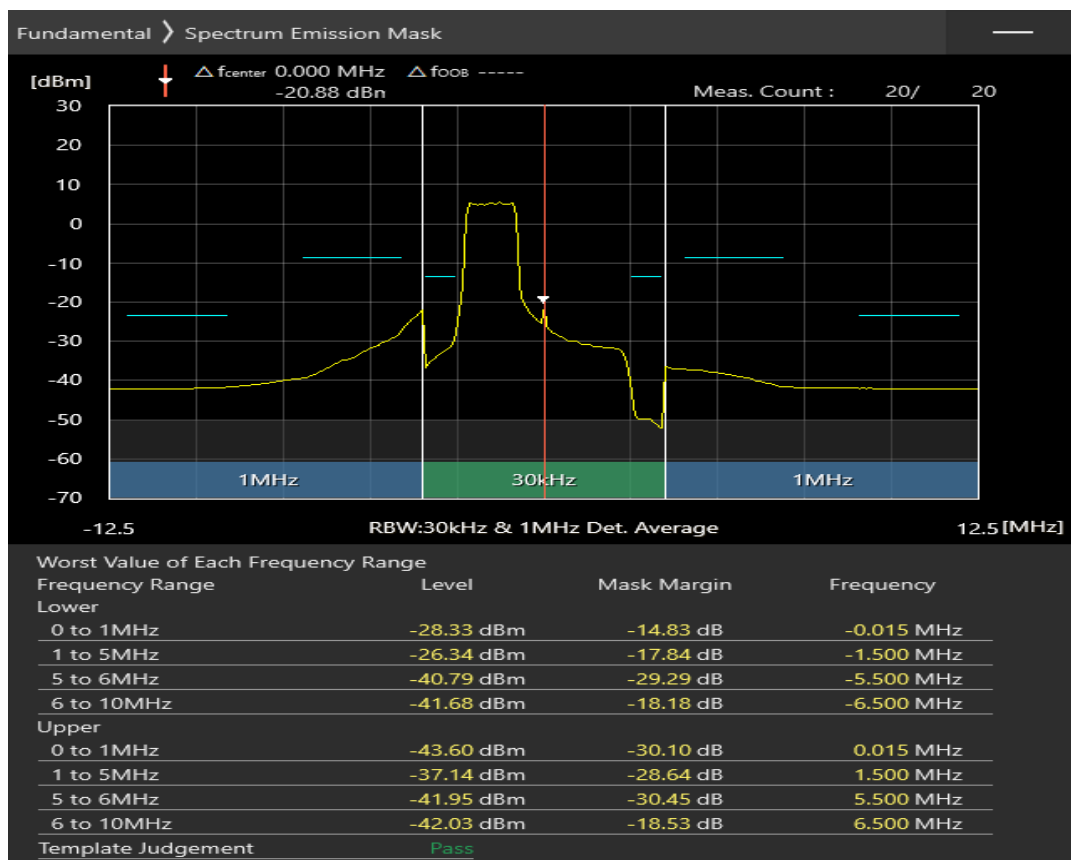 Fundamental ❯ Spectrum Emission Mask
[dBm] △ fcenter 0.000 MHz △ fOOB -----
-20.88 dBn Meas. Count : 20/ 20
30
20
10
0
-10
-20
-30
-40
-50
-60
1MHz 30kHz 1MHz
-70
-12.5 RBW:30kHz & 1MHz Det. Average 12.5 [MHz]
Worst Value of Each Frequency Range
Frequency Range Level Mask Margin Frequency
Lower
0 to 1MHz -28.33 dBm -14.83 dB -0.015 MHz
1 to 5MHz -26.34 dBm -17.84 dB -1.500 MHz
5 to 6MHz -40.79 dBm -29.29 dB -5.500 MHz
6 to 10MHz -41.68 dBm -18.18 dB -6.500 MHz
Upper
0 to 1MHz -43.60 dBm -30.10 dB 0.015 MHz
1 to 5MHz -37.14 dBm -28.64 dB 1.500 MHz
5 to 6MHz -41.95 dBm -30.45 dB 5.500 MHz
6 to 10MHz -42.03 dBm -18.53 dB 6.500 MHz
Template Judgement Pass